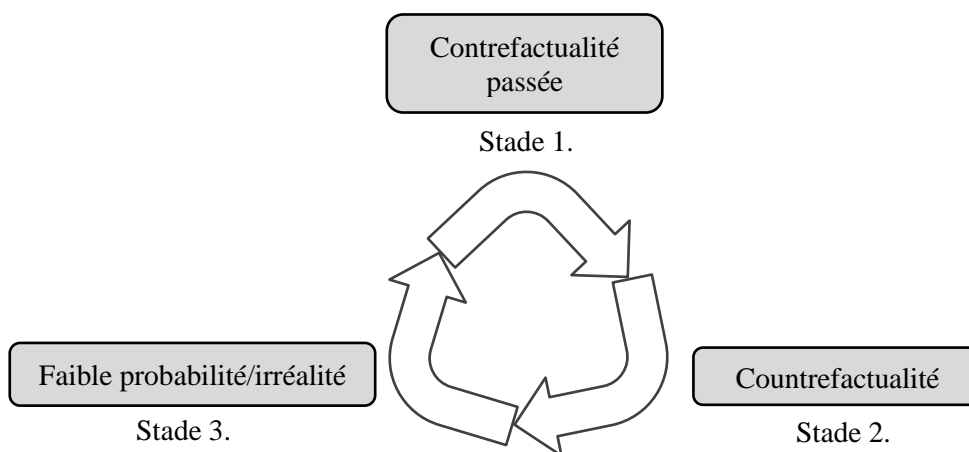 Contrefactualité
passée
Stade 1.
Faible probabilité/irréalité
Countrefactualité
Stade 3.
Stade 2.